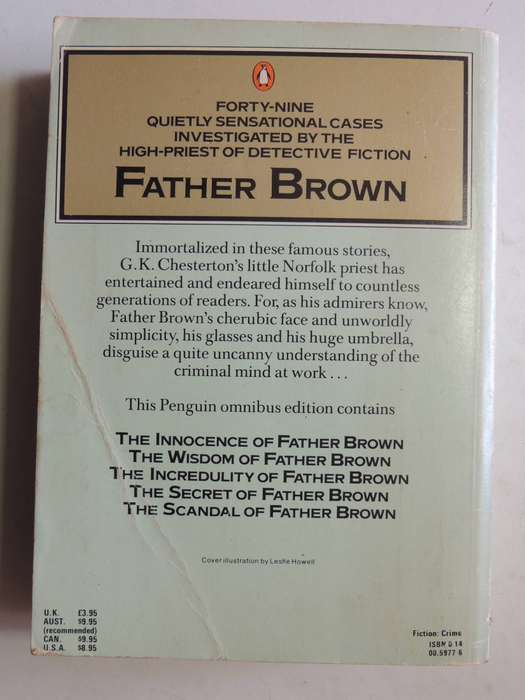 FORTY-NINE
QUIETLY SENSATIONAL CASES
INVESTIGATED BY THE
HIGH-PRIEST OF DETECTIVE FICTION
FATHER BROWN
Immortalized in these famous stories,
G.K. Chesterton's little Norfolk priest has
entertained and endeared himself to countless
generations of readers. For, as his admirers know,
Father Brown's cherubic face and unworldly
simplicity, his glasses and his huge umbrella,
disguise a quite uncanny understanding of the
criminal mind at work ...
This Penguin omnibus edition contains
THE INNOCENCE OF FATHER BROWN
THE WISDOM OF FATHER BROWN
THE INCREDULITY OF FATHER BROWN
THE SECRET OF FATHER BROWN
THE SCANDAL OF FATHER BROWN
Cover illustration by Leslie Howell
U.K. £3.95
AUST. $9.95
(recommended)
CAN. $9.95
U.S.A. $8.95
Fiction: Crime
ISBN 0 14
00.5977 6